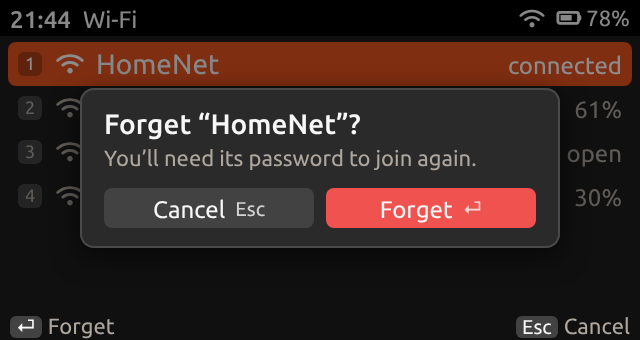 21:44 Wi-Fi 78%
1 HomeNet connected
2 61%
3 open
4 30%
Forget “HomeNet”?
You’ll need its password to join again.
Cancel Esc Forget ↵
↵ Forget Esc Cancel